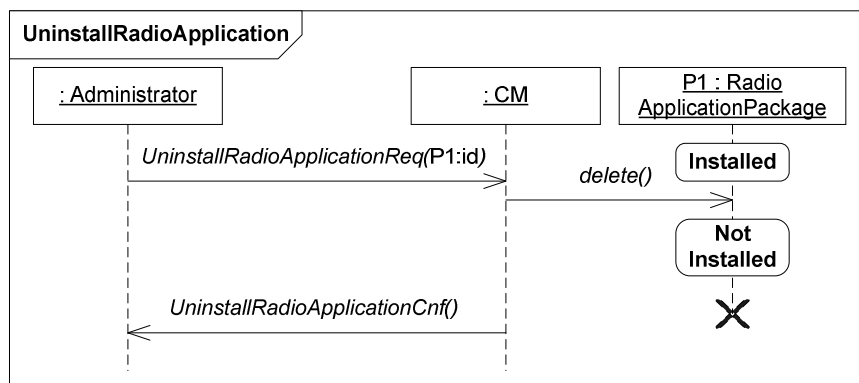 UninstallRadioApplication
: Administrator
: CM
P1 : Radio
ApplicationPackage
UninstallRadioApplicationReq(P1:id)
Installed
delete()
Not
Installed
UninstallRadioApplicationCnf()